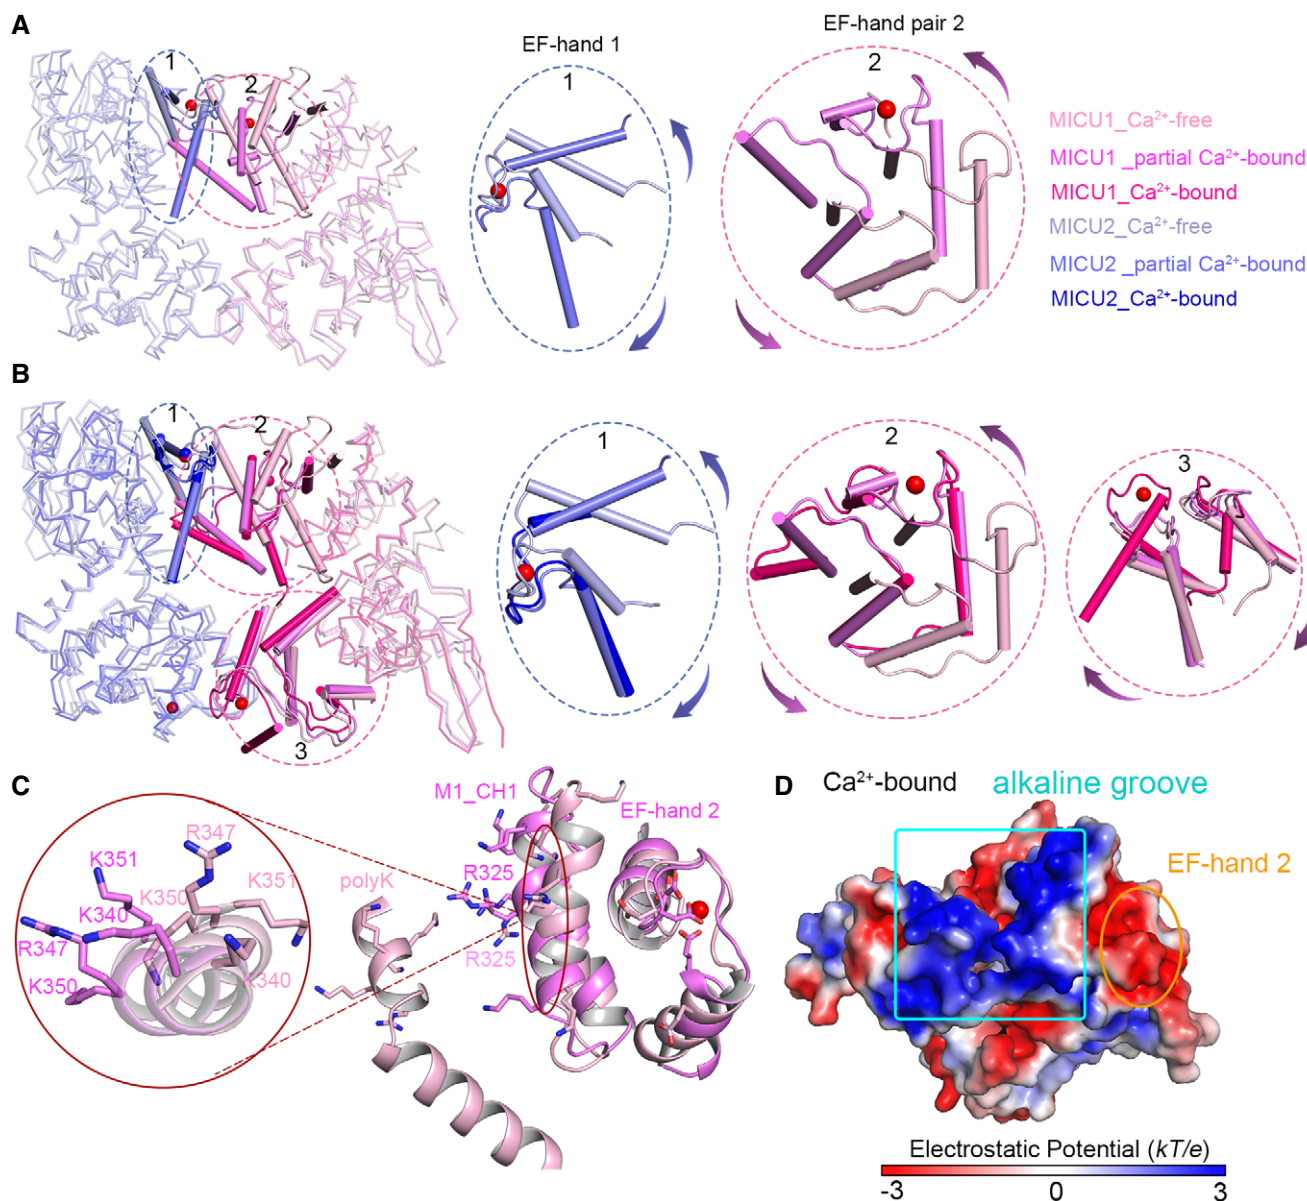 A
1
2
EF-hand 1
1
EF-hand pair 2
2
MICU1_Ca²⁺-free
MICU1 _partial Ca²⁺-bound
MICU1_Ca²⁺-bound
MICU2_Ca²⁺-free
MICU2 _partial Ca²⁺-bound
MICU2_Ca²⁺-bound
B
1
2
3
1
2
3
C
R347
K351
K350
K351
K340
R347
K340
K350
polyK
M1_CH1
EF-hand 2
R325
R325
D
Ca²⁺-bound
alkaline groove
EF-hand 2
Electrostatic Potential (kT/e)
-3
0
3